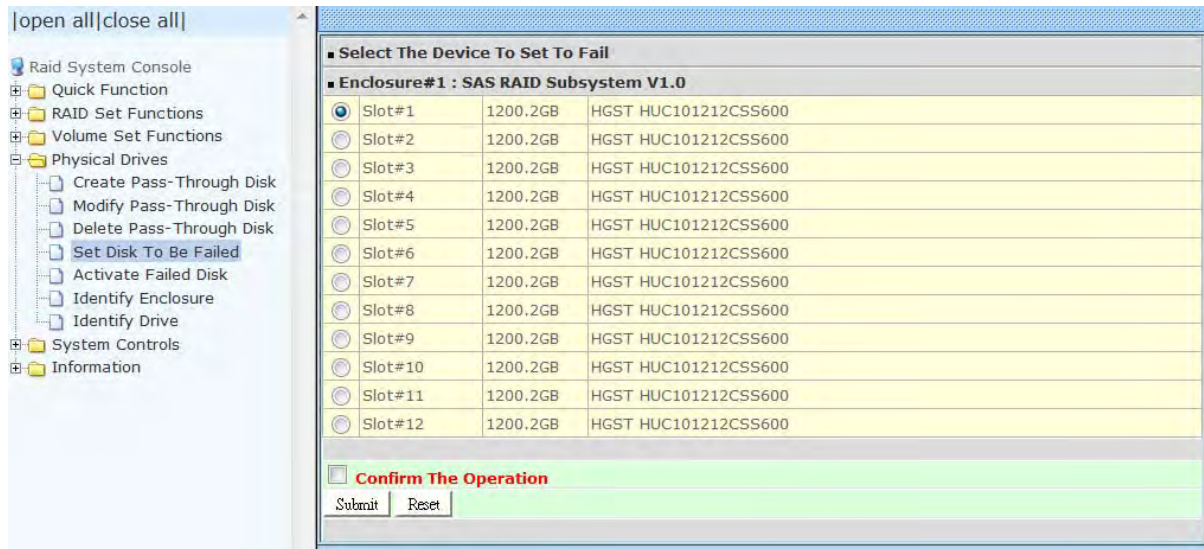 |open all|close all|
Raid System Console
Quick Function
RAID Set Functions
Volume Set Functions
Physical Drives
Create Pass-Through Disk
Modify Pass-Through Disk
Delete Pass-Through Disk
Set Disk To Be Failed
Activate Failed Disk
Identify Enclosure
Identify Drive
System Controls
Information
Select The Device To Set To Fail
Enclosure#1 : SAS RAID Subsystem V1.0
Slot#1 1200.2GB HGST HUC101212CSS600
Slot#2 1200.2GB HGST HUC101212CSS600
Slot#3 1200.2GB HGST HUC101212CSS600
Slot#4 1200.2GB HGST HUC101212CSS600
Slot#5 1200.2GB HGST HUC101212CSS600
Slot#6 1200.2GB HGST HUC101212CSS600
Slot#7 1200.2GB HGST HUC101212CSS600
Slot#8 1200.2GB HGST HUC101212CSS600
Slot#9 1200.2GB HGST HUC101212CSS600
Slot#10 1200.2GB HGST HUC101212CSS600
Slot#11 1200.2GB HGST HUC101212CSS600
Slot#12 1200.2GB HGST HUC101212CSS600
Confirm The Operation
Submit Reset